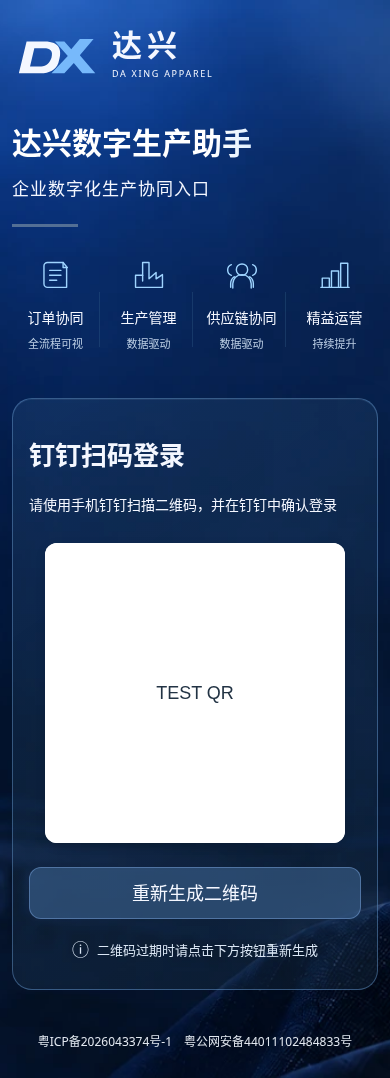 DX 达兴
DA XING APPAREL
达兴数字生产助手
企业数字化生产协同入口
订单协同 生产管理 供应链协同 精益运营
全流程可视 数据驱动 数据驱动 持续提升
钉钉扫码登录
请使用手机钉钉扫描二维码，并在钉钉中确认登录
TEST QR
重新生成二维码
二维码过期时请点击下方按钮重新生成
粤ICP备2026043374号-1 粤公网安备44011102484833号